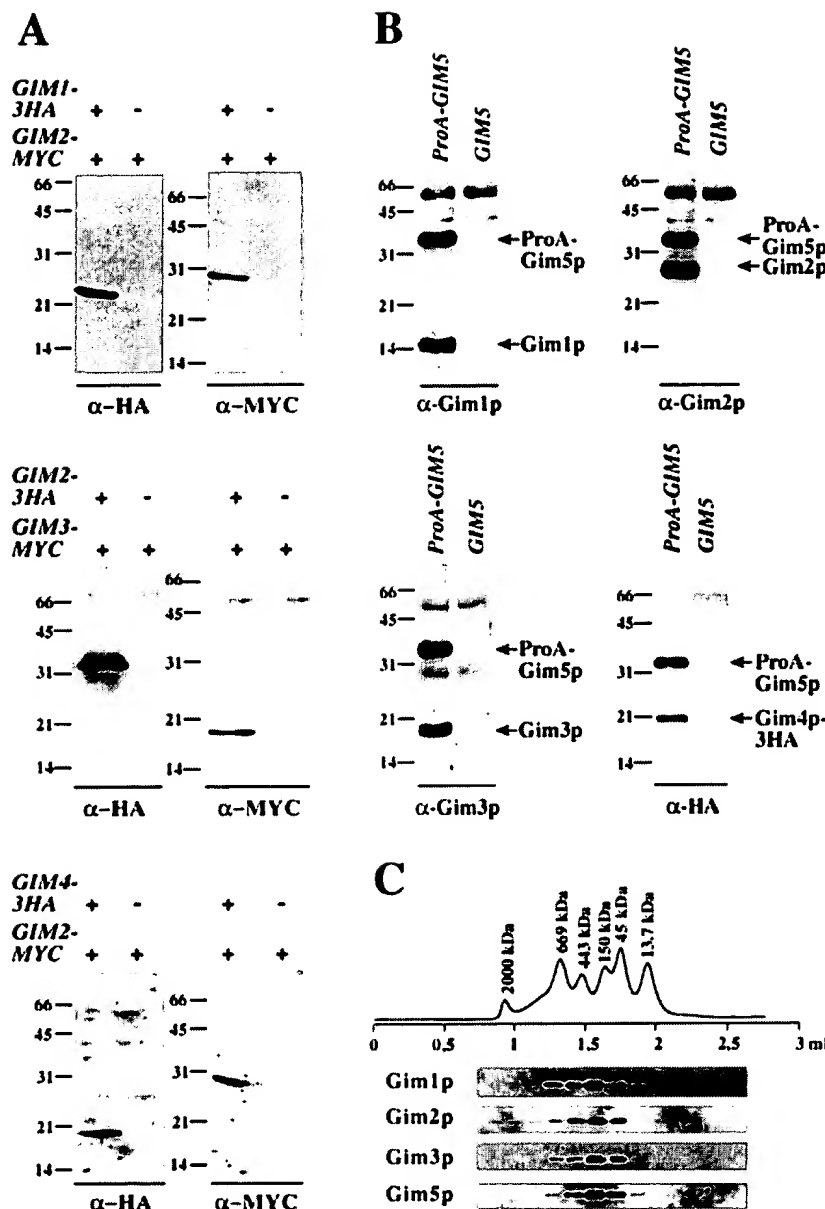 A
GIM1-
3HA + - + -
GIM2-
MYC + + + +
66
45
31
21
14
66
45
31
21
14
α–HA
α–MYC
GIM2-
3HA + - + -
GIM3-
MYC + + + +
66
45
31
21
14
66
45
31
21
14
α–HA
α–MYC
GIM4-
3HA + - + -
GIM2-
MYC + + + +
66
45
31
21
14
66
45
31
21
14
α–HA
α–MYC
B
ProA-GIM5
GIM5
66
45
31
21
14
ProA-
Gim5p
Gim1p
α-Gim1p
ProA-GIM5
GIM5
66
45
31
21
14
ProA-
Gim5p
Gim2p
α-Gim2p
ProA-GIM5
GIM5
66
45
31
21
14
ProA-
Gim5p
Gim3p
α-Gim3p
ProA-GIM5
GIM5
66
45
31
21
14
ProA-
Gim5p
Gim4p-
3HA
α-HA
C
2000 kDa
669 kDa
443 kDa
150 kDa
45 kDa
13.7 kDa
0 0,5 1 1,5 2 2,5 3 ml
Gim1p
Gim2p
Gim3p
Gim5p